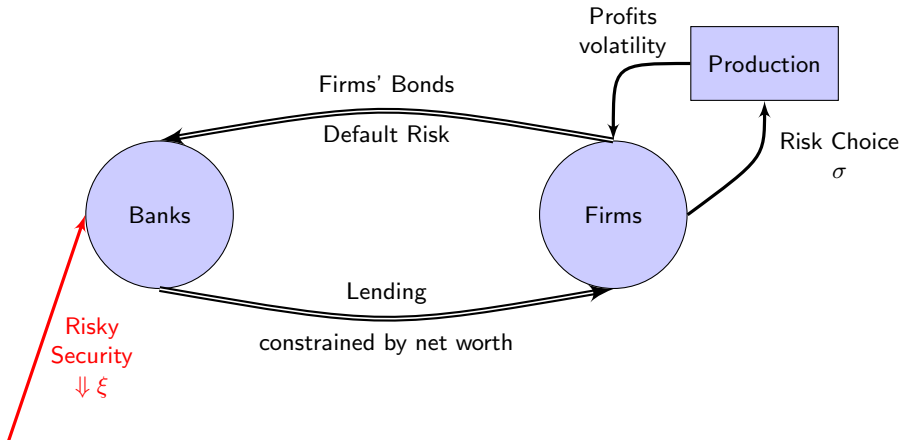 Profits
volatility
Production
Firms' Bonds
Default Risk
Risk Choice
σ
Banks
Firms
Lending
constrained by net worth
Risky
Security
⇓ ξ